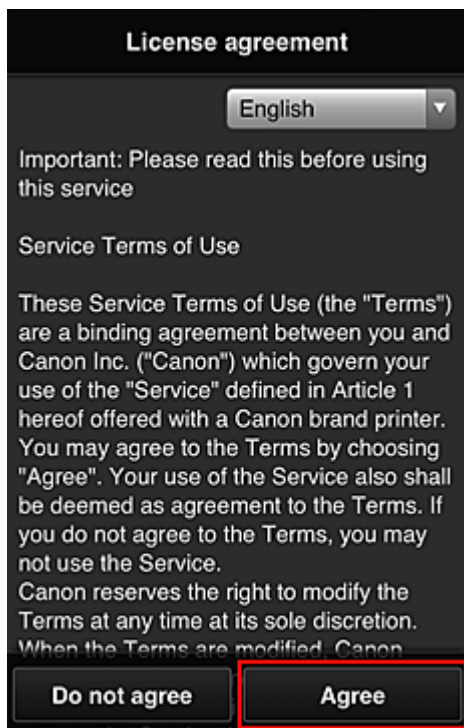 License agreement
English
Important: Please read this before using
this service
Service Terms of Use
These Service Terms of Use (the "Terms")
are a binding agreement between you and
Canon Inc. ("Canon") which govern your
use of the "Service" defined in Article 1
hereof offered with a Canon brand printer.
You may agree to the Terms by choosing
"Agree". Your use of the Service also shall
be deemed as agreement to the Terms. If
you do not agree to the Terms, you may
not use the Service.
Canon reserves the right to modify the
Terms at any time at its sole discretion.
When the Terms are modified, Canon
Do not agree
Agree